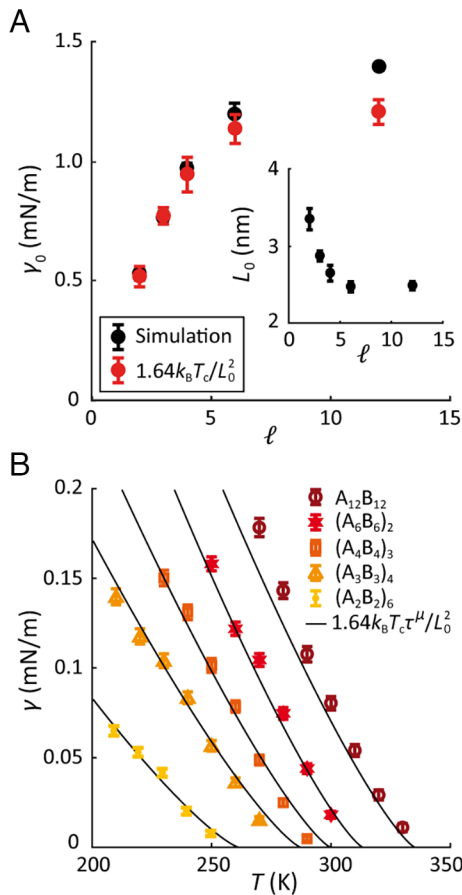 A
1.5
1.0
0.5
0
γ₀ (mN/m)
4
3
2
L₀ (nm)
0 5 10 15
ℓ
Simulation
1.64k_BT_c/L₀²
0 5 10 15
ℓ
B
0.2
0.15
0.1
0.05
0
γ (mN/m)
A₁₂B₁₂
(A₆B₆)₂
(A₄B₄)₃
(A₃B₃)₄
(A₂B₂)₆
1.64k_BT_cτ^μ/L₀²
200 250 300 350
T (K)